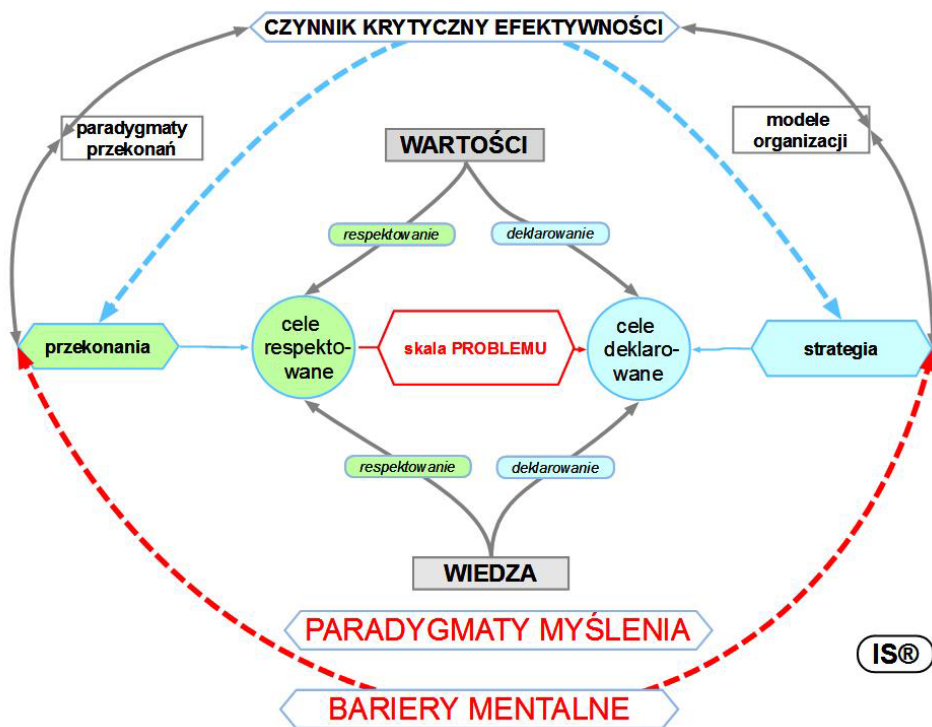 CZYNNIK KRYTYCZNY EFEKTYWNOŚCI
paradygmaty
przekonań
modele
organizacji
WARTOŚCI
respektowanie
deklarowanie
przekonania
cele
respekto-
wane
skala PROBLEMU
cele
deklaro-
wane
strategia
respektowanie
deklarowanie
WIEDZA
PARADYGMATY MYŚLENIA
IS®
BARIERY MENTALNE